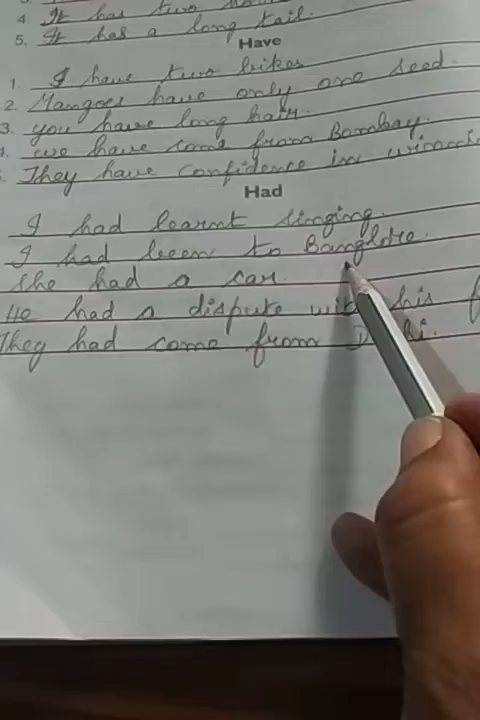 4. It has two
5. It has a long tail.
Have
1. I have two bikes
2. Mangoes have only one seed.
3. you have long hair.
4. we have come from Bombay.
They have confidence in
Had
I had learnt singing.
I had been to Banglore.
she had a car.
He had a dispute with his
They had come from